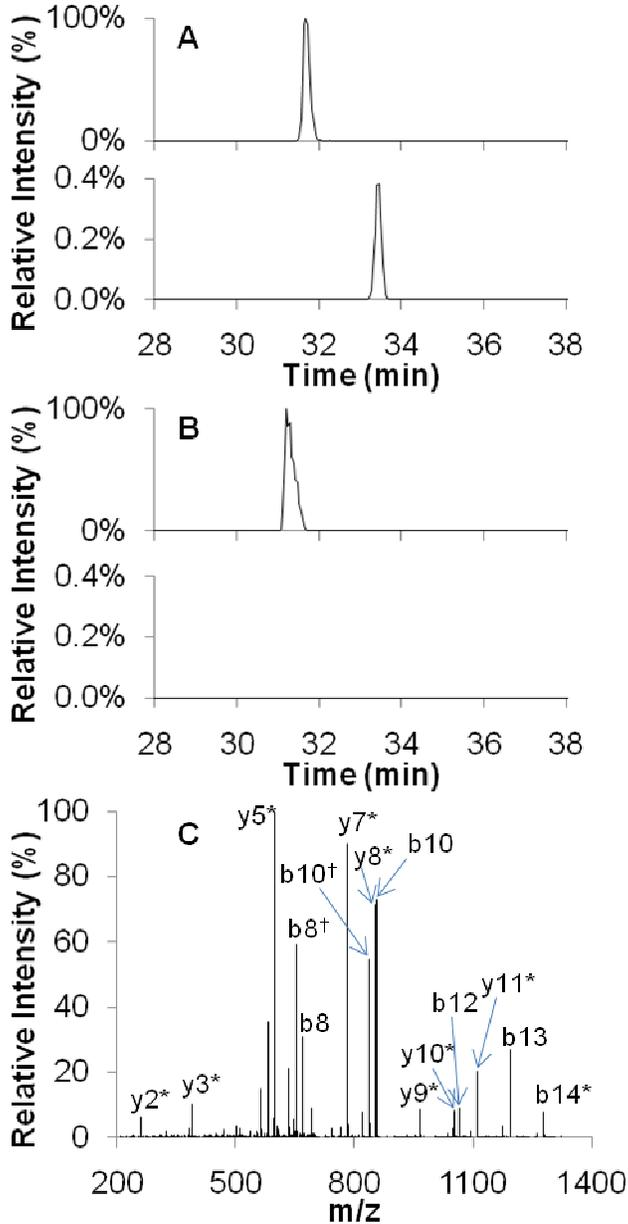 100%
A
0%
Relative Intensity (%)
0.4%
0.2%
0.0%
28 30 32 34 36 38
Time (min)
100%
B
0%
Relative Intensity (%)
0.4%
0.2%
0.0%
28 30 32 34 36 38
Time (min)
100
80
60
40
20
0
Relative Intensity (%)
C
y5*
y7*
y8*
b10
b10†
b8†
b8
y11*
b12
b13
y10*
y9*
b14*
y2*
y3*
200 500 800 1100 1400
m/z